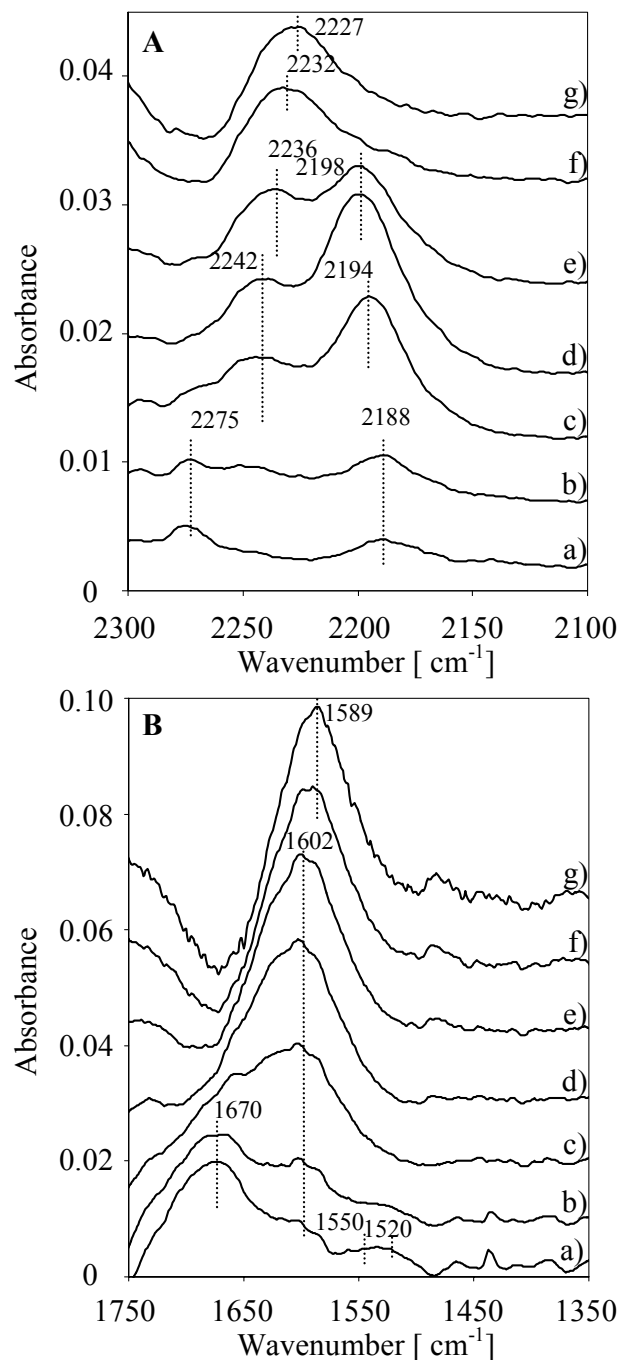 A
2227
0.04
2232
g)
f)
2236
2198
0.03
e)
2242
2194
d)
0.02
c)
2275
2188
0.01
b)
a)
0
Absorbance
2300
2250
2200
2150
2100
Wavenumber [ cm-1]
0.10
B
1589
0.08
1602
g)
f)
0.06
e)
0.04
d)
1670
c)
0.02
1550
1520
b)
a)
0
Absorbance
1750
1650
1550
1450
1350
Wavenumber [ cm-1]